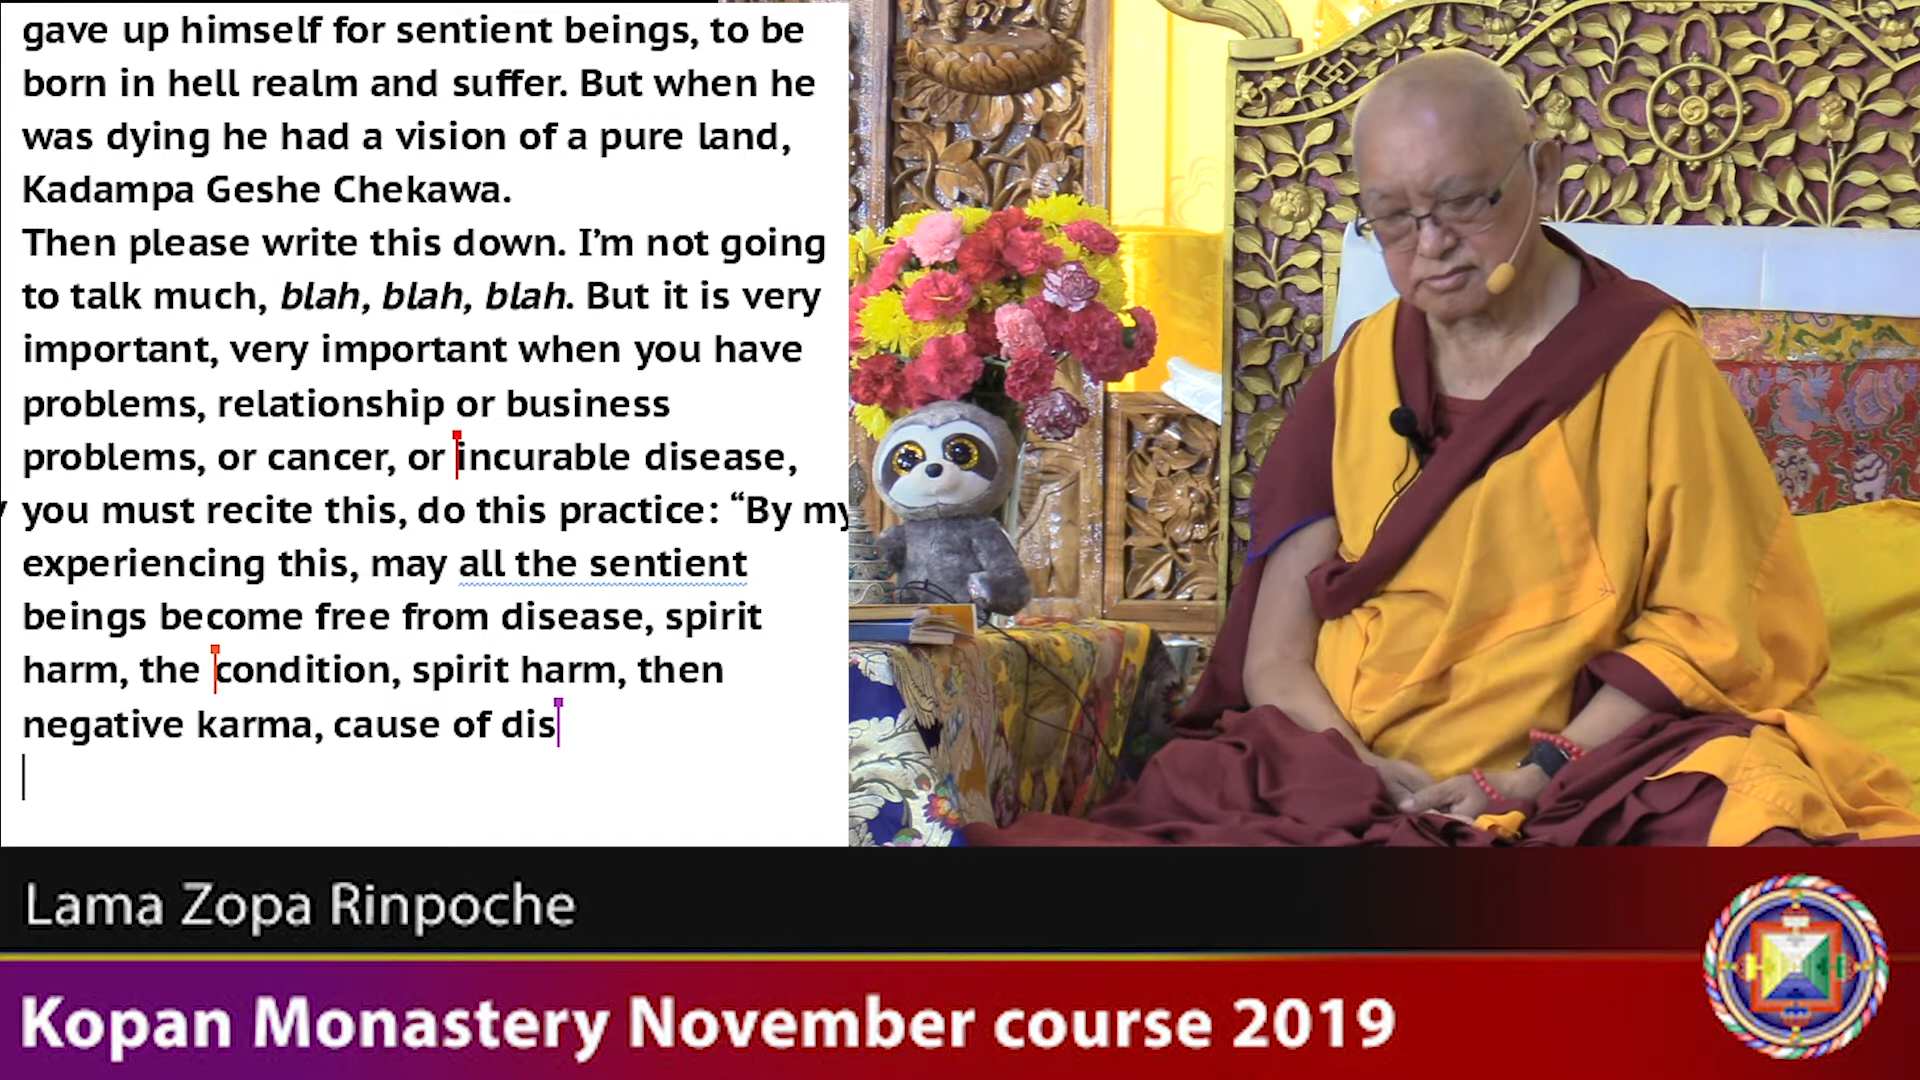 gave up himself for sentient beings, to be
born in hell realm and suffer. But when he
was dying he had a vision of a pure land,
Kadampa Geshe Chekawa.
Then please write this down. I’m not going
to talk much, blah, blah, blah. But it is very
important, very important when you have
problems, relationship or business
problems, or cancer, or incurable disease,
you must recite this, do this practice: “By my
experiencing this, may all the sentient
beings become free from disease, spirit
harm, the condition, spirit harm, then
negative karma, cause of dis
Lama Zopa Rinpoche
Kopan Monastery November course 2019